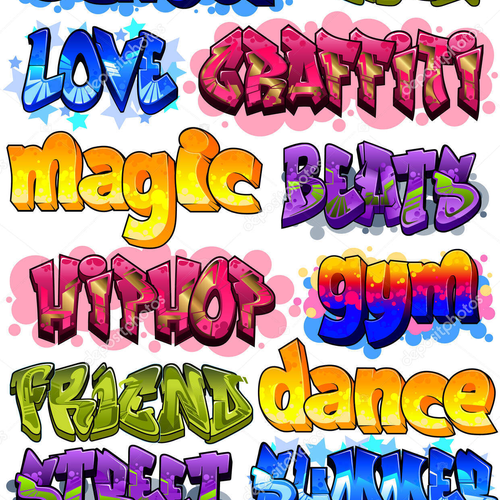 LOVE GRAFFITI
magic BEATS
HIPHOP gym
FRIEND dance
STREET SUMMER